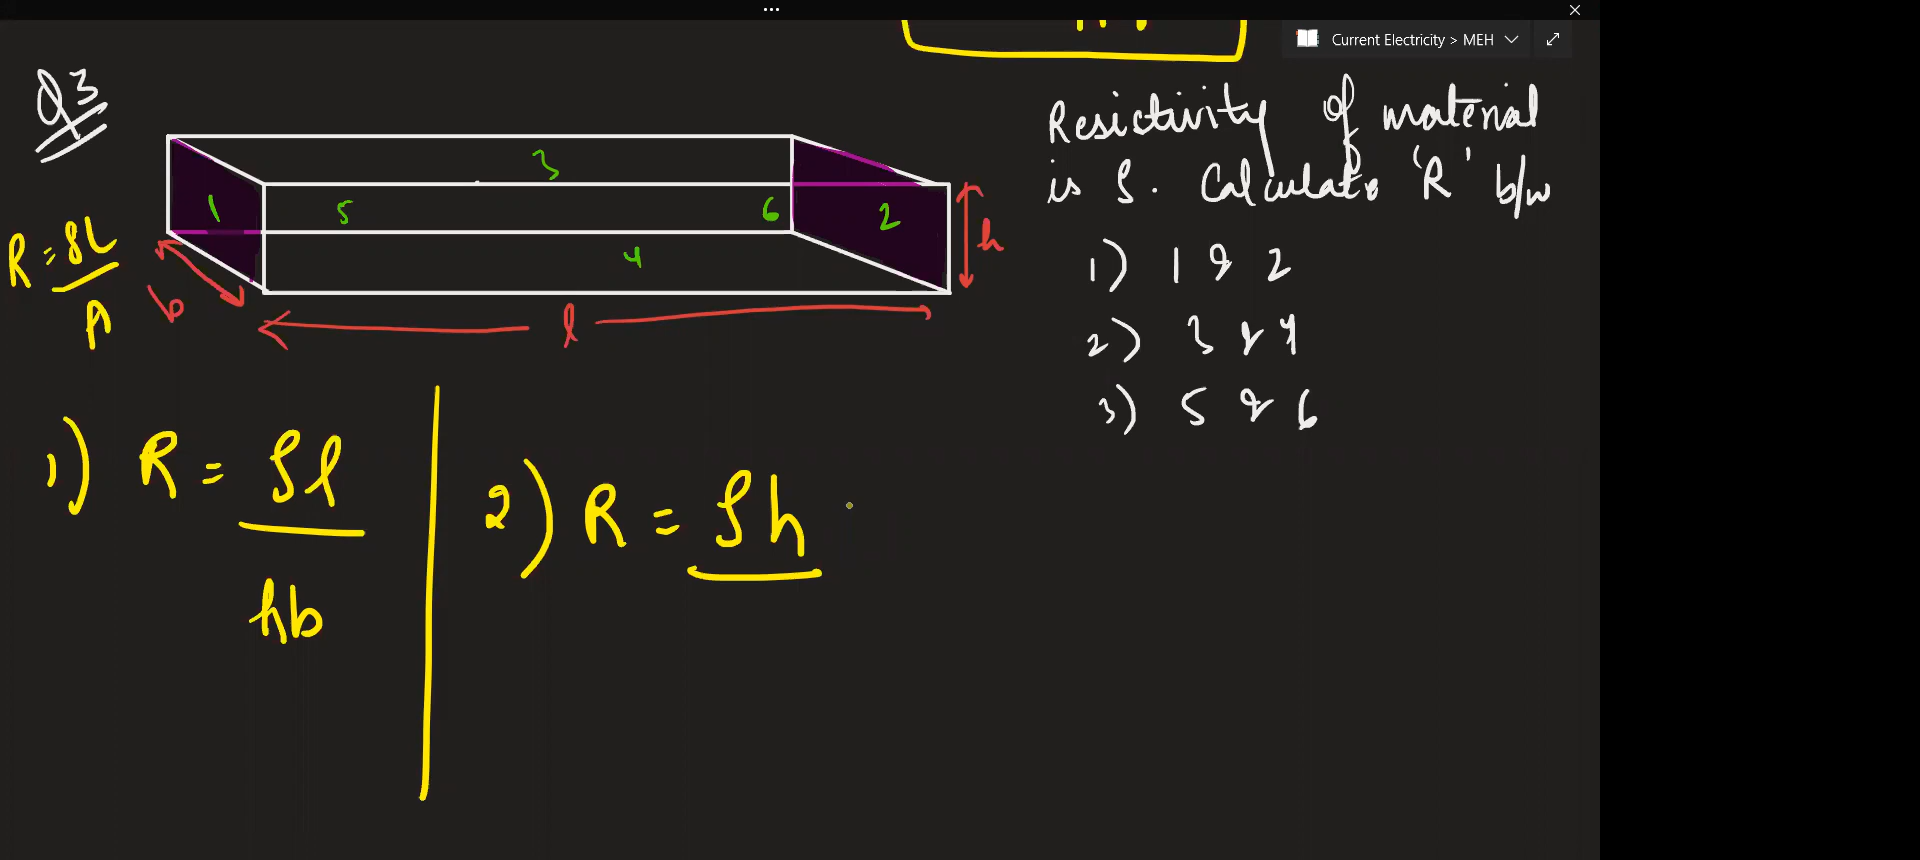 Current Electricity > MEH
Q3
Resictivity of material
is ρ. Calculate 'R' b/w
1) 1 & 2
2) 3 & 4
3) 5 & 6
3
1
5
6
2
4
h
b
l
R = ρL
A
1) R = ρl
hb
2) R = ρh